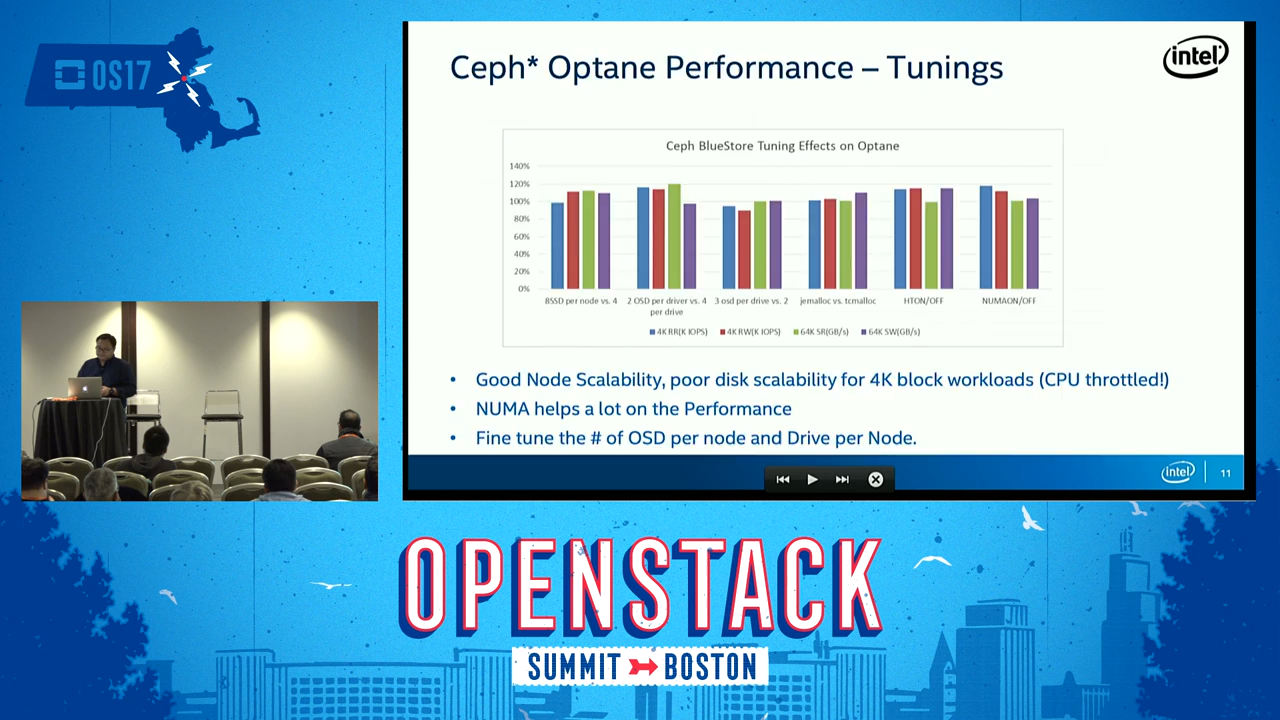 OS17
Ceph* Optane Performance – Tunings
intel
Ceph BlueStore Tuning Effects on Optane
140%
120%
100%
80%
60%
40%
20%
0%
8SSD per node vs. 4
2 OSD per driver vs. 4 per drive
3 osd per drive vs. 2
jemalloc vs. tcmalloc
HTON/OFF
NUMAON/OFF
4K RR(K IOPS)
4K RW(K IOPS)
64K SR(GB/s)
64K SW(GB/s)
• Good Node Scalability, poor disk scalability for 4K block workloads (CPU throttled!)
• NUMA helps a lot on the Performance
• Fine tune the # of OSD per node and Drive per Node.
intel
11
OPENSTACK
SUMMIT BOSTON